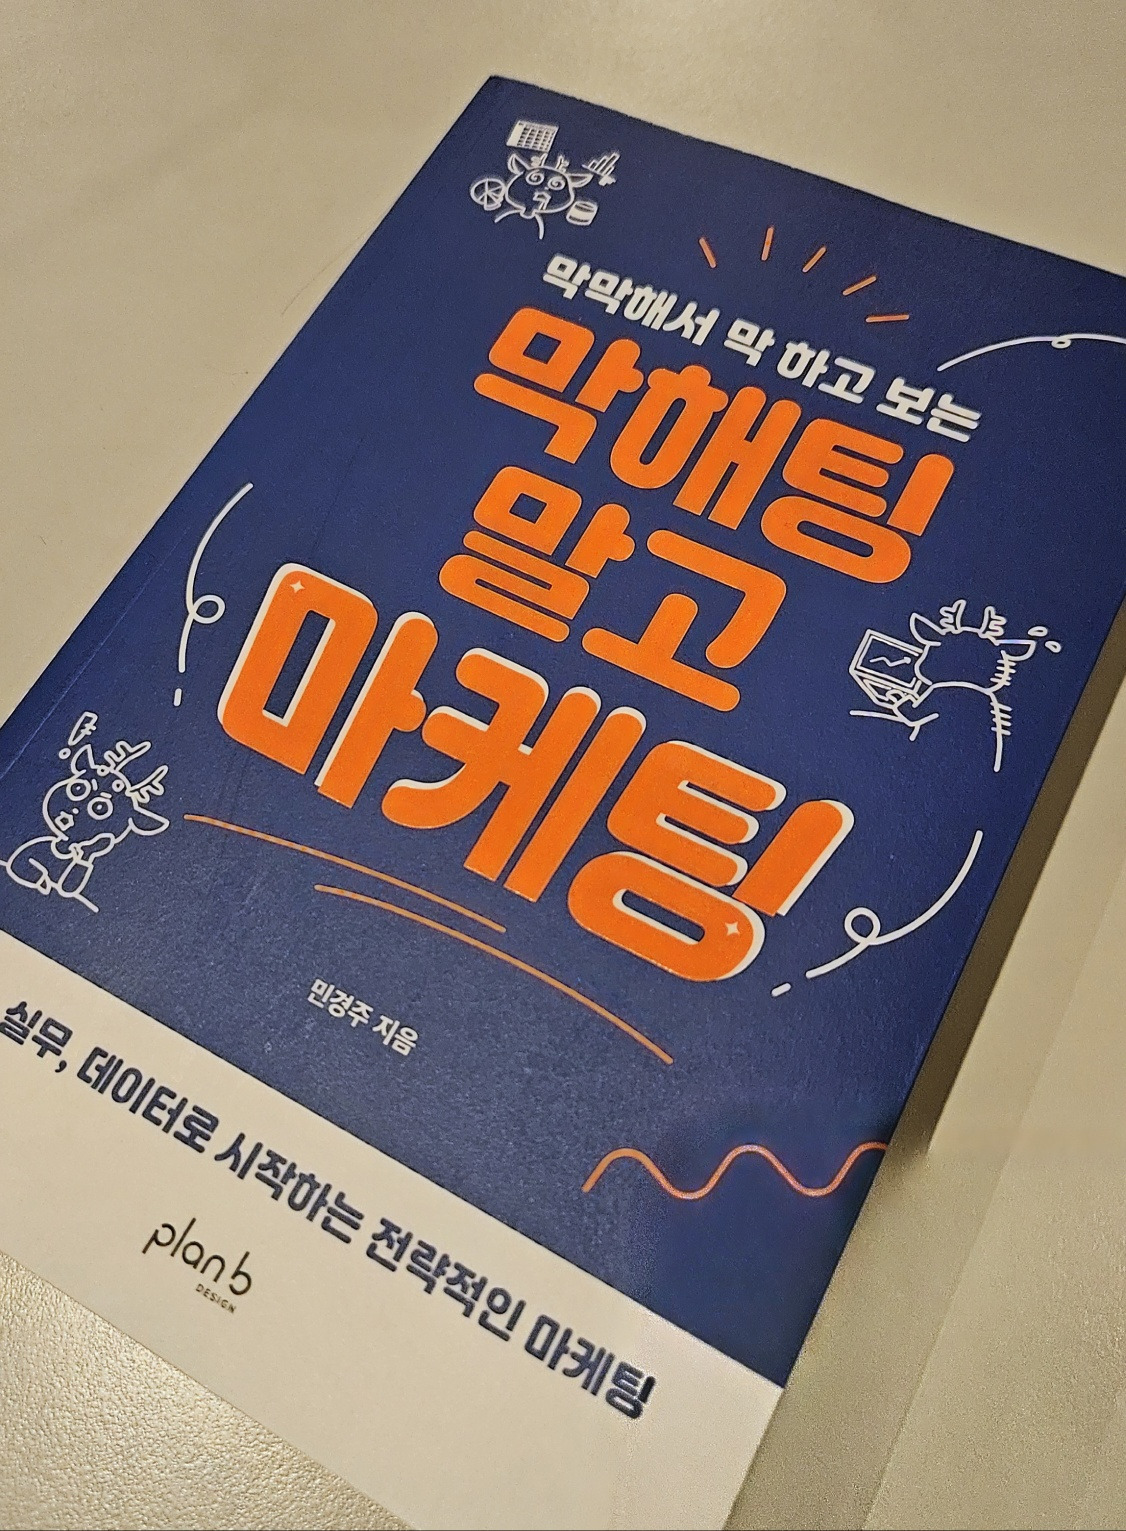 막막해서 막 하고 보는
막해팅
말고
마케팅
민경주 지음
실무, 데이터로 시작하는 전략적인 마케팅
plan b
DESIGN